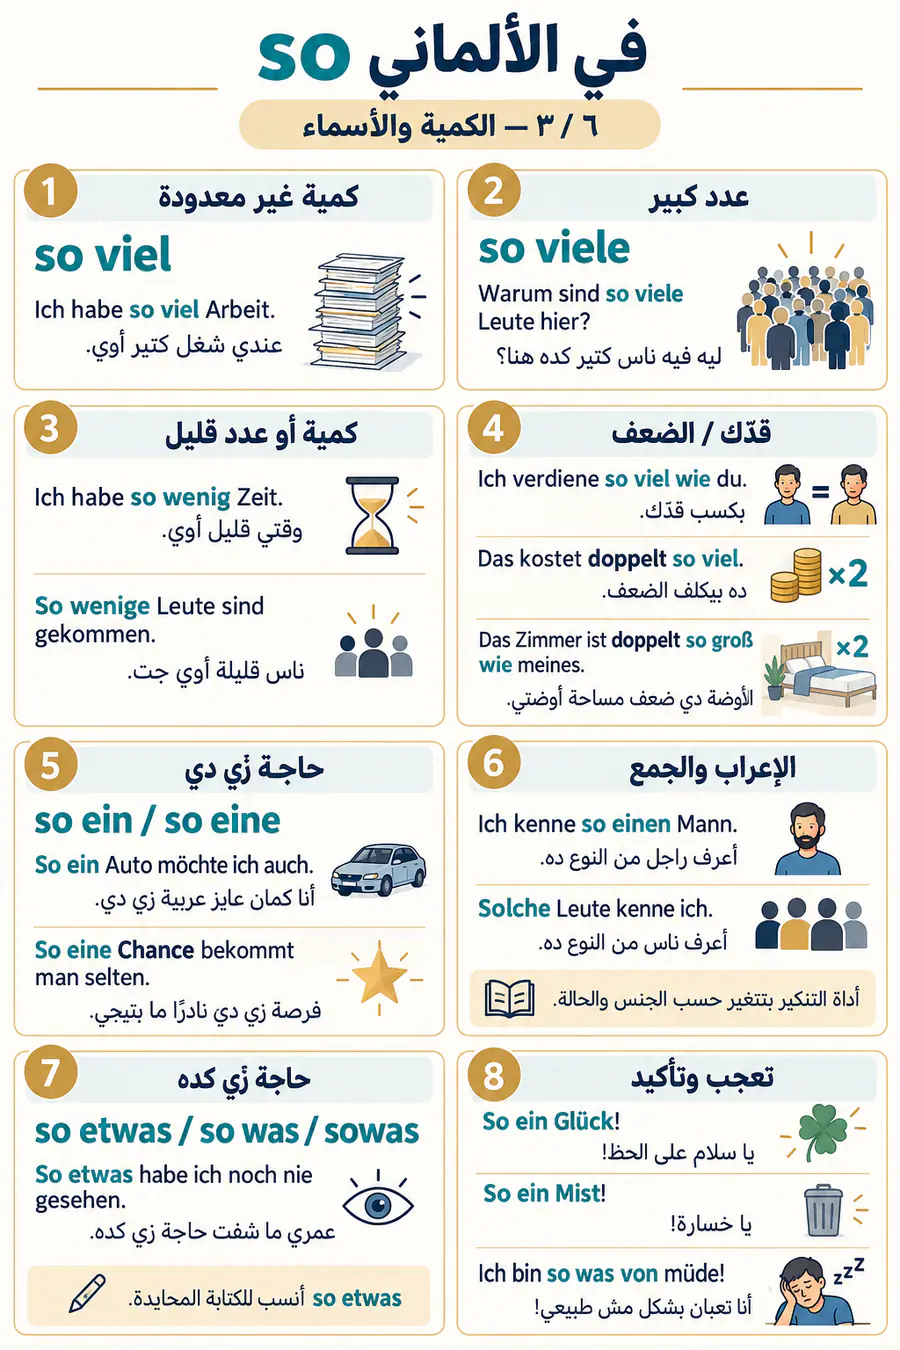 so في الألماني
٣ / ٦ — الكمية والأسماء
1
كمية غير معدودة
so viel
Ich habe so viel Arbeit.
عندي شغل كتير أوي.
2
عدد كبير
so viele
Warum sind so viele
Leute hier?
ليه فيه ناس كتير كده هنا؟
3
كمية أو عدد قليل
Ich habe so wenig Zeit.
وقتي قليل أوي.
So wenige Leute sind
gekommen.
ناس قليلة أوي جت.
4
قدّك / الضعف
Ich verdiene so viel wie du.
بكسب قدّك.
=
Das kostet doppelt so viel.
ده بيكلف الضعف.
×2
Das Zimmer ist doppelt so groß
wie meines.
الأوضة دي ضعف مساحة أوضتي.
×2
5
حاجة زي دي
so ein / so eine
So ein Auto möchte ich auch.
أنا كمان عايز عربية زي دي.
So eine Chance bekommt
man selten.
فرصة زي دي نادرًا ما بتيجي.
6
الإعراب والجمع
Ich kenne so einen Mann.
أعرف راجل من النوع ده.
Solche Leute kenne ich.
أعرف ناس من النوع ده.
أداة التنكير بتتغير حسب الجنس والحالة.
7
حاجة زي كده
so etwas / so was / sowas
So etwas habe ich noch nie
gesehen.
عمري ما شفت حاجة زي كده.
so etwas أنسب للكتابة المحايدة.
8
تعجب وتأكيد
So ein Glück!
يا سلام على الحظ!
So ein Mist!
يا خسارة!
Ich bin so was von müde!
أنا تعبان بشكل مش طبيعي!
zzz